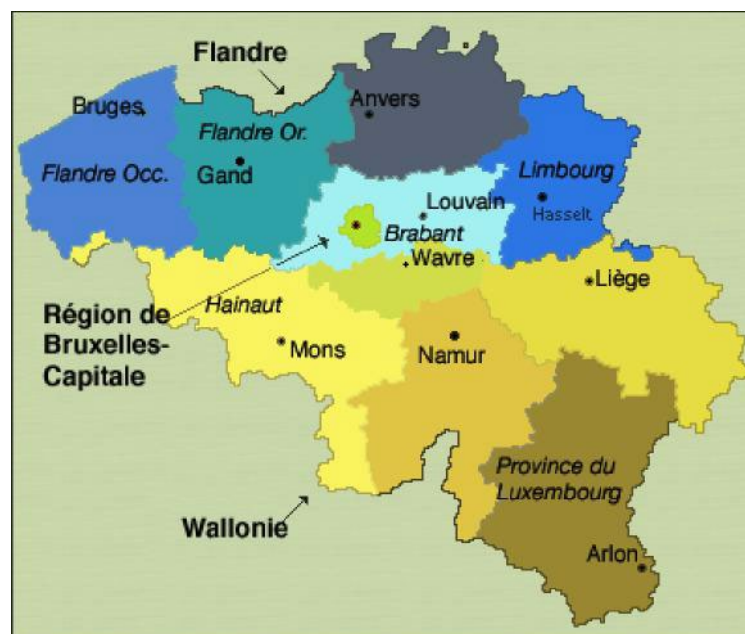 Flandre
Bruges
Anvers
Flandre Or.
Flandre Occ.
Gand
Limbourg
Louvain
Hasselt
Brabant
Wavre
Liège
Hainaut
Région de
Bruxelles-
Capitale
Mons
Namur
Province du
Luxembourg
Wallonie
Arlon